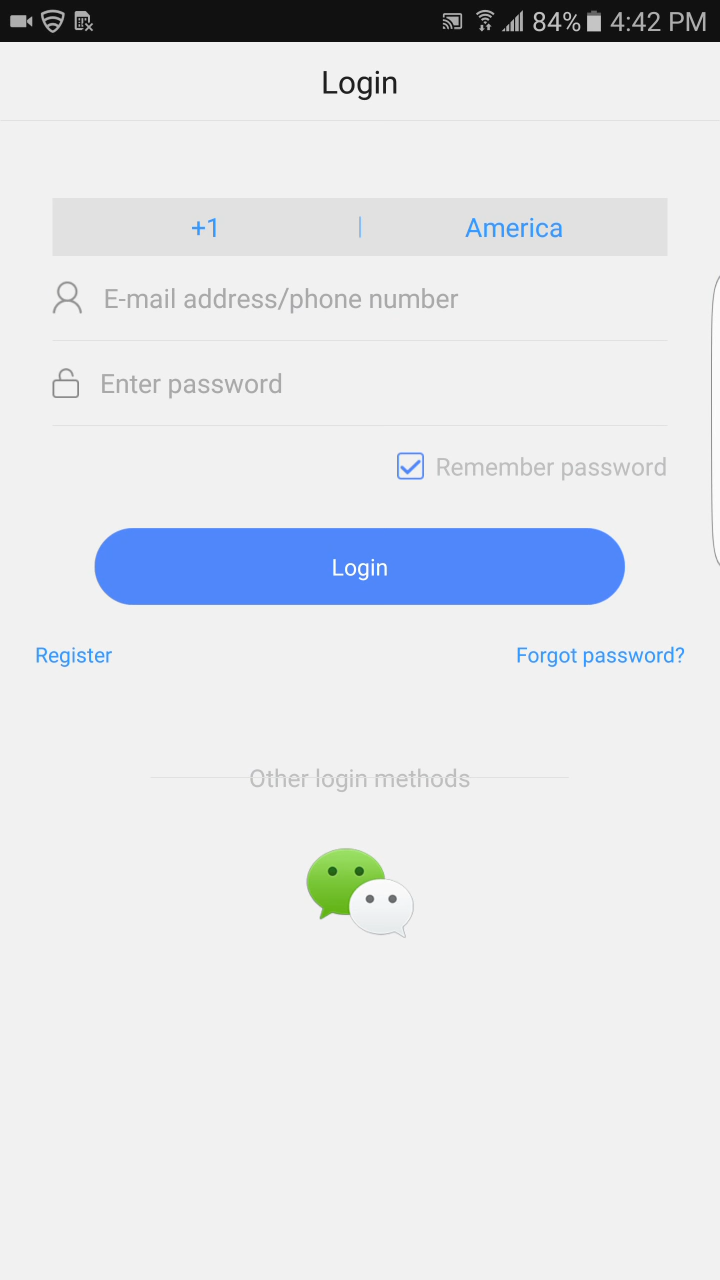 84% 4:42 PM
Login
+1 | America
E-mail address/phone number
Enter password
Remember password
Login
Register Forgot password?
Other login methods